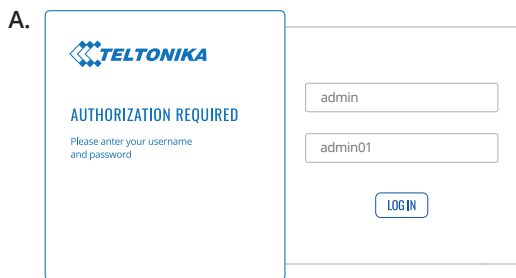 A.
TELTONIKA
AUTHORIZATION REQUIRED
Please anter your username
and password
admin
admin01
LOG IN